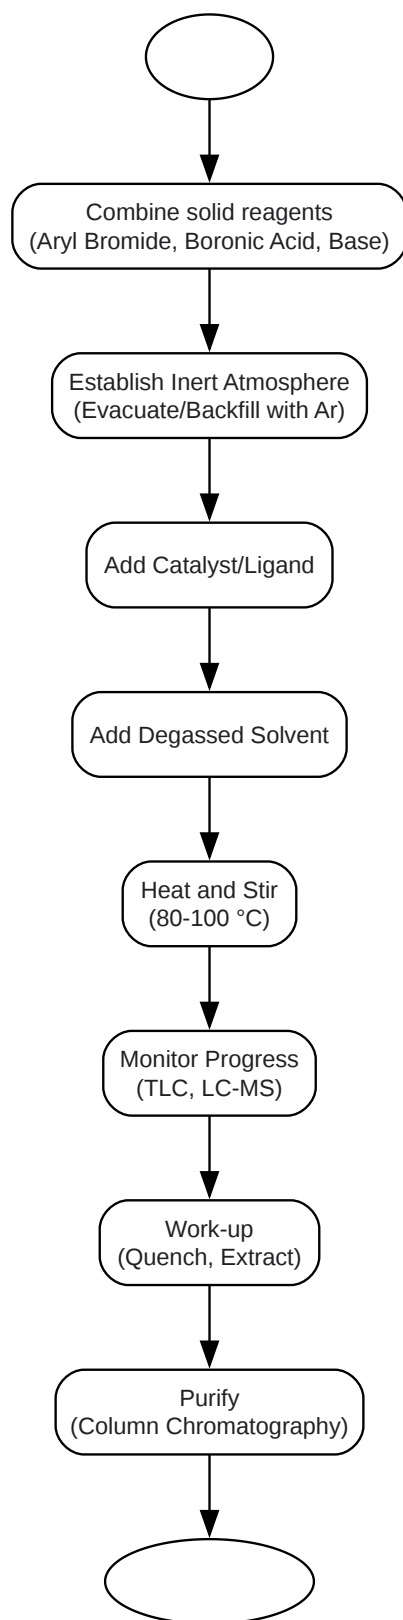 Combine solid reagents
(Aryl Bromide, Boronic Acid, Base)
Establish Inert Atmosphere
(Evacuate/Backfill with Ar)
Add Catalyst/Ligand
Add Degassed Solvent
Heat and Stir
(80-100 °C)
Monitor Progress
(TLC, LC-MS)
Work-up
(Quench, Extract)
Purify
(Column Chromatography)